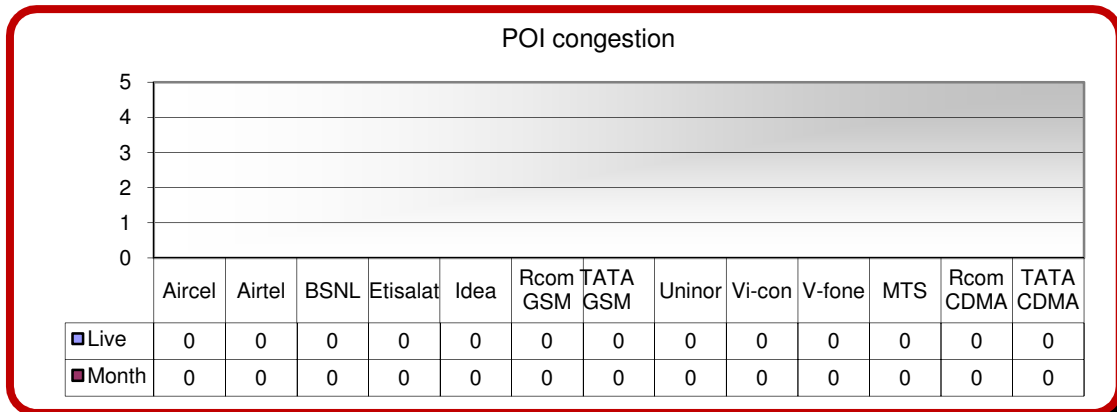 POI congestion
5
4
3
2
1
0
Aircel Airtel BSNL Etisalat Idea Rcom GSM TATA GSM Uninor Vi-con V-fone MTS Rcom CDMA TATA CDMA
Live 0 0 0 0 0 0 0 0 0 0 0 0 0
Month 0 0 0 0 0 0 0 0 0 0 0 0 0